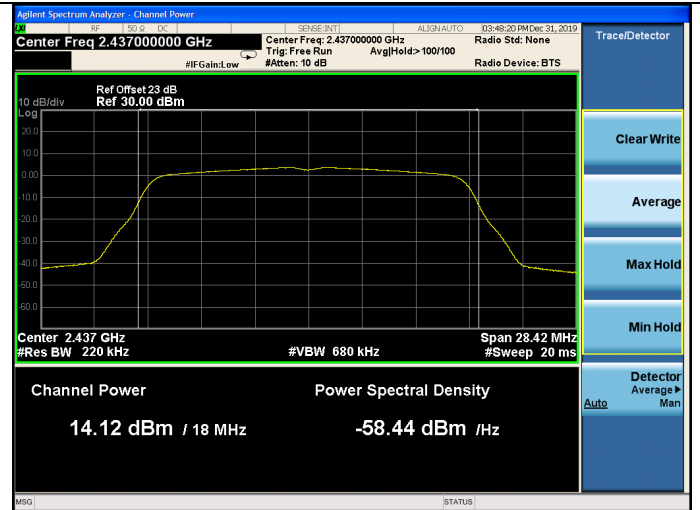 Agilent Spectrum Analyzer - Channel Power
RF 50 Ω DC SENSE:INT ALIGNAUTO 03:48:20 PM Dec 31, 2019
Center Freq 2.437000000 GHz
Center Freq: 2.437000000 GHz
Radio Std: None
Trig: Free Run Avg|Hold:>100/100
#IFGain:Low
#Atten: 10 dB
Radio Device: BTS
Trace/Detector
Ref Offset 23 dB
10 dB/div Ref 30.00 dBm
Log
20.0
10.0
0.00
-10.0
-20.0
-30.0
-40.0
-50.0
-60.0
Clear Write
Average
Max Hold
Min Hold
Center 2.437 GHz
Span 28.42 MHz
#Res BW 220 kHz
#VBW 680 kHz
#Sweep 20 ms
Detector
Average▶
Auto Man
Channel Power
Power Spectral Density
14.12 dBm / 18 MHz
-58.44 dBm /Hz
MSG
STATUS